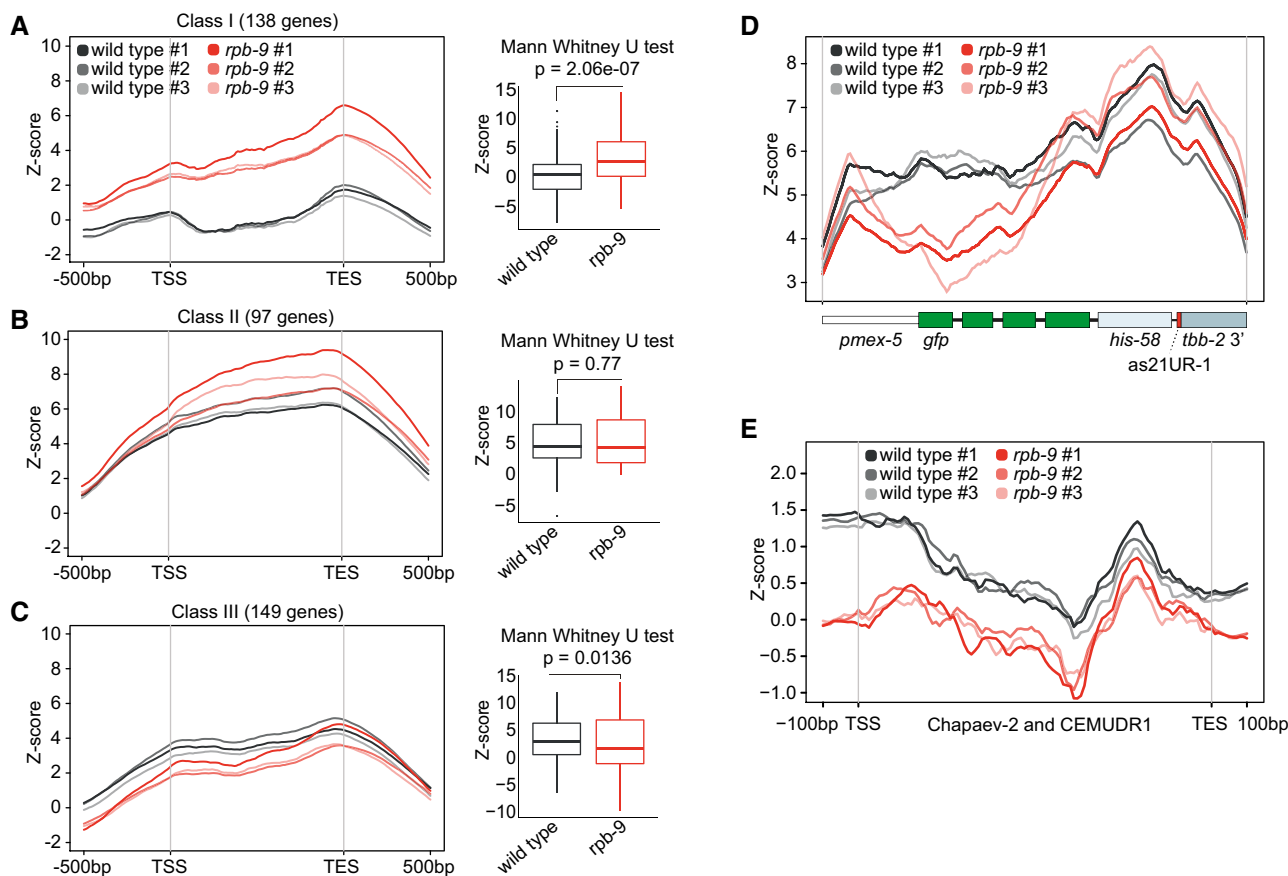 A
Class I (138 genes)
wild type #1
wild type #2
wild type #3
rpb-9 #1
rpb-9 #2
rpb-9 #3
Z-score
10
8
6
4
2
0
-2
-500bp
TSS
TES
500bp
Mann Whitney U test
p = 2.06e-07
Z-score
15
10
5
0
−5
wild type
rpb-9
B
Class II (97 genes)
Z-score
10
8
6
4
2
0
-2
-500bp
TSS
TES
500bp
Mann Whitney U test
p = 0.77
Z-score
10
5
0
−5
wild type
rpb-9
C
Class III (149 genes)
Z-score
10
8
6
4
2
0
-2
-500bp
TSS
TES
500bp
Mann Whitney U test
p = 0.0136
Z-score
15
10
5
0
−5
−10
wild type
rpb-9
D
wild type #1
wild type #2
wild type #3
rpb-9 #1
rpb-9 #2
rpb-9 #3
Z-score
8
7
6
5
4
3
pmex-5
gfp
his-58
tbb-2 3’
as21UR-1
E
wild type #1
wild type #2
wild type #3
rpb-9 #1
rpb-9 #2
rpb-9 #3
Z-score
2.0
1.5
1.0
0.5
0.0
−0.5
−1.0
−100bp
TSS
Chapaev-2 and CEMUDR1
TES
100bp